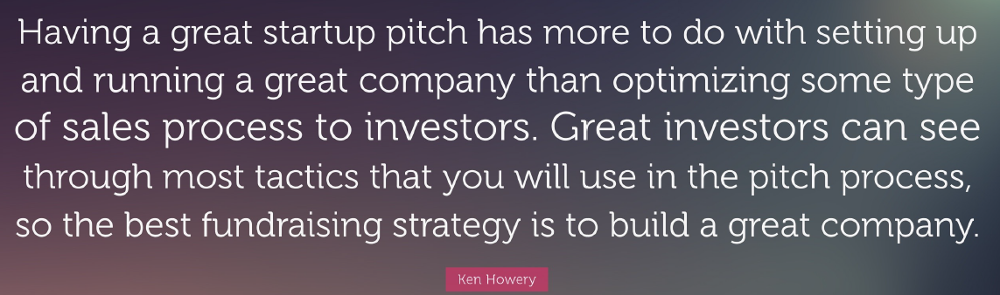 Having a great startup pitch has more to do with setting up
and running a great company than optimizing some type
of sales process to investors. Great investors can see
through most tactics that you will use in the pitch process,
so the best fundraising strategy is to build a great company.
Ken Howery